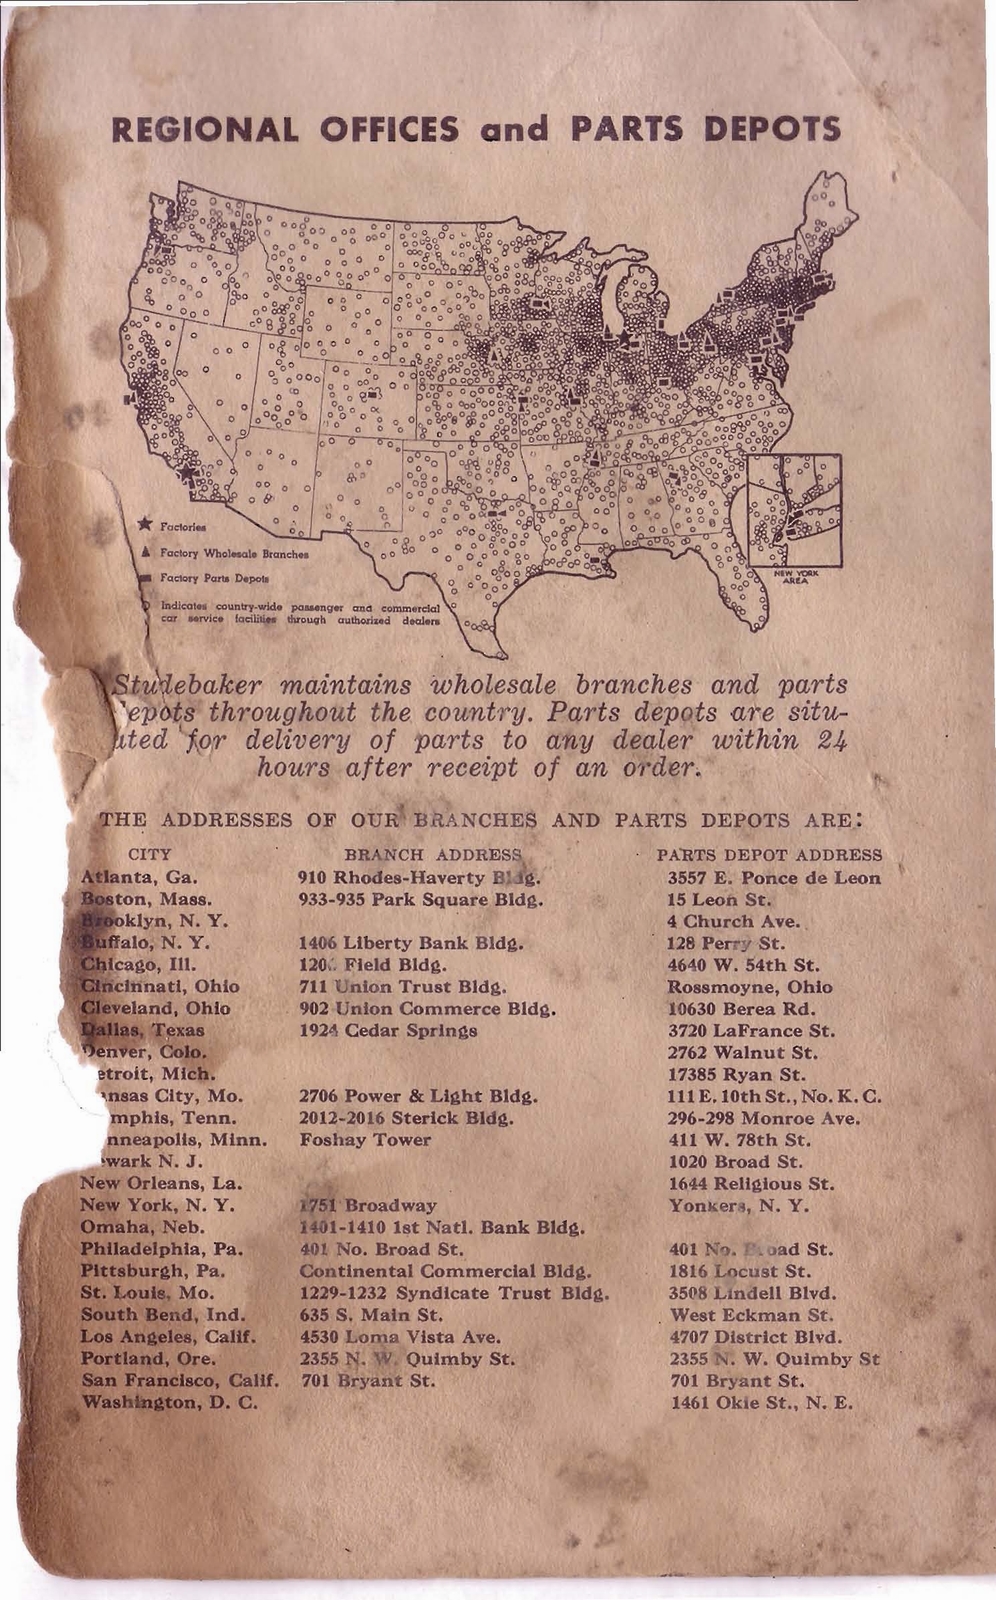 REGIONAL OFFICES and PARTS DEPOTS
Factories
Factory Wholesale Branches
Factory Parts Depots
Indicates country-wide passenger and commercial
car service facilities through authorized dealers
NEW YORK
AREA
Studebaker maintains wholesale branches and parts
epots throughout the country. Parts depots are situ-
ated for delivery of parts to any dealer within 24
hours after receipt of an order.
THE ADDRESSES OF OUR BRANCHES AND PARTS DEPOTS ARE:
CITY BRANCH ADDRESS PARTS DEPOT ADDRESS
Atlanta, Ga. 910 Rhodes-Haverty Bldg. 3557 E. Ponce de Leon
Boston, Mass. 933-935 Park Square Bldg. 15 Leon St.
Brooklyn, N. Y. 4 Church Ave.
Buffalo, N. Y. 1406 Liberty Bank Bldg. 128 Perry St.
Chicago, Ill. Field Bldg. 4640 W. 54th St.
Cincinnati, Ohio 711 Union Trust Bldg. Rossmoyne, Ohio
Cleveland, Ohio 902 Union Commerce Bldg. 10630 Berea Rd.
Dallas, Texas 1924 Cedar Springs 3720 LaFrance St.
Denver, Colo. 2762 Walnut St.
etroit, Mich. 17385 Ryan St.
nsas City, Mo. 2706 Power & Light Bldg. 111 E. 10th St., No. K. C.
mphis, Tenn. 2012-2016 Sterick Bldg. 296-298 Monroe Ave.
nneapolis, Minn. Foshay Tower 411 W. 78th St.
wark N. J. 1020 Broad St.
New Orleans, La. 1644 Religious St.
New York, N. Y. 1751 Broadway Yonkers, N. Y.
Omaha, Neb. 1401-1410 1st Natl. Bank Bldg.
Philadelphia, Pa. 401 No. Broad St. 401 No. Broad St.
Pittsburgh, Pa. Continental Commercial Bldg. 1816 Locust St.
St. Louis, Mo. 1229-1232 Syndicate Trust Bldg. 3508 Lindell Blvd.
South Bend, Ind. 635 S. Main St. West Eckman St.
Los Angeles, Calif. 4530 Loma Vista Ave. 4707 District Blvd.
Portland, Ore. 2355 N. W. Quimby St. 2355 N. W. Quimby St
San Francisco, Calif. 701 Bryant St. 701 Bryant St.
Washington, D. C. 1461 Okie St., N. E.